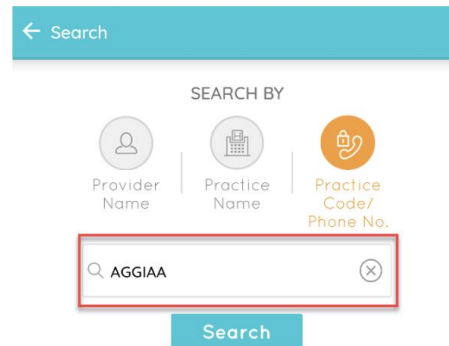 Search
SEARCH BY
Provider
Name
Practice
Name
Practice
Code/
Phone No.
AGGIAA
Search